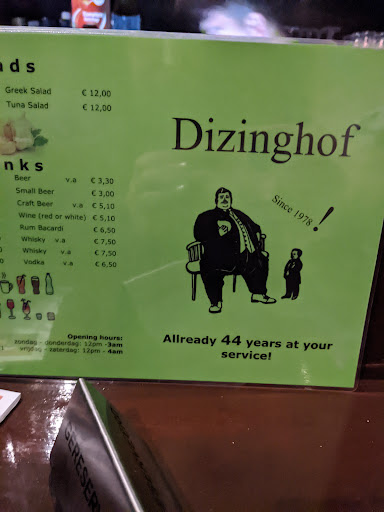 ads
Greek Salad € 12,00
Tuna Salad € 12,00
nks
Beer v.a € 3,30
Small Beer € 3,00
Craft Beer v.a € 5,10
Wine (red or white) € 5,10
Rum Bacardi € 6,50
Whisky v.a € 7,50
Whisky v.a € 7,50
Vodka v.a € 6,50
Opening hours:
zondag - donderdag: 12pm -3am
vrijdag - zaterdag: 12pm - 4am
Dizinghof
Since 1978 !
Allready 44 years at your
service!
GERESER